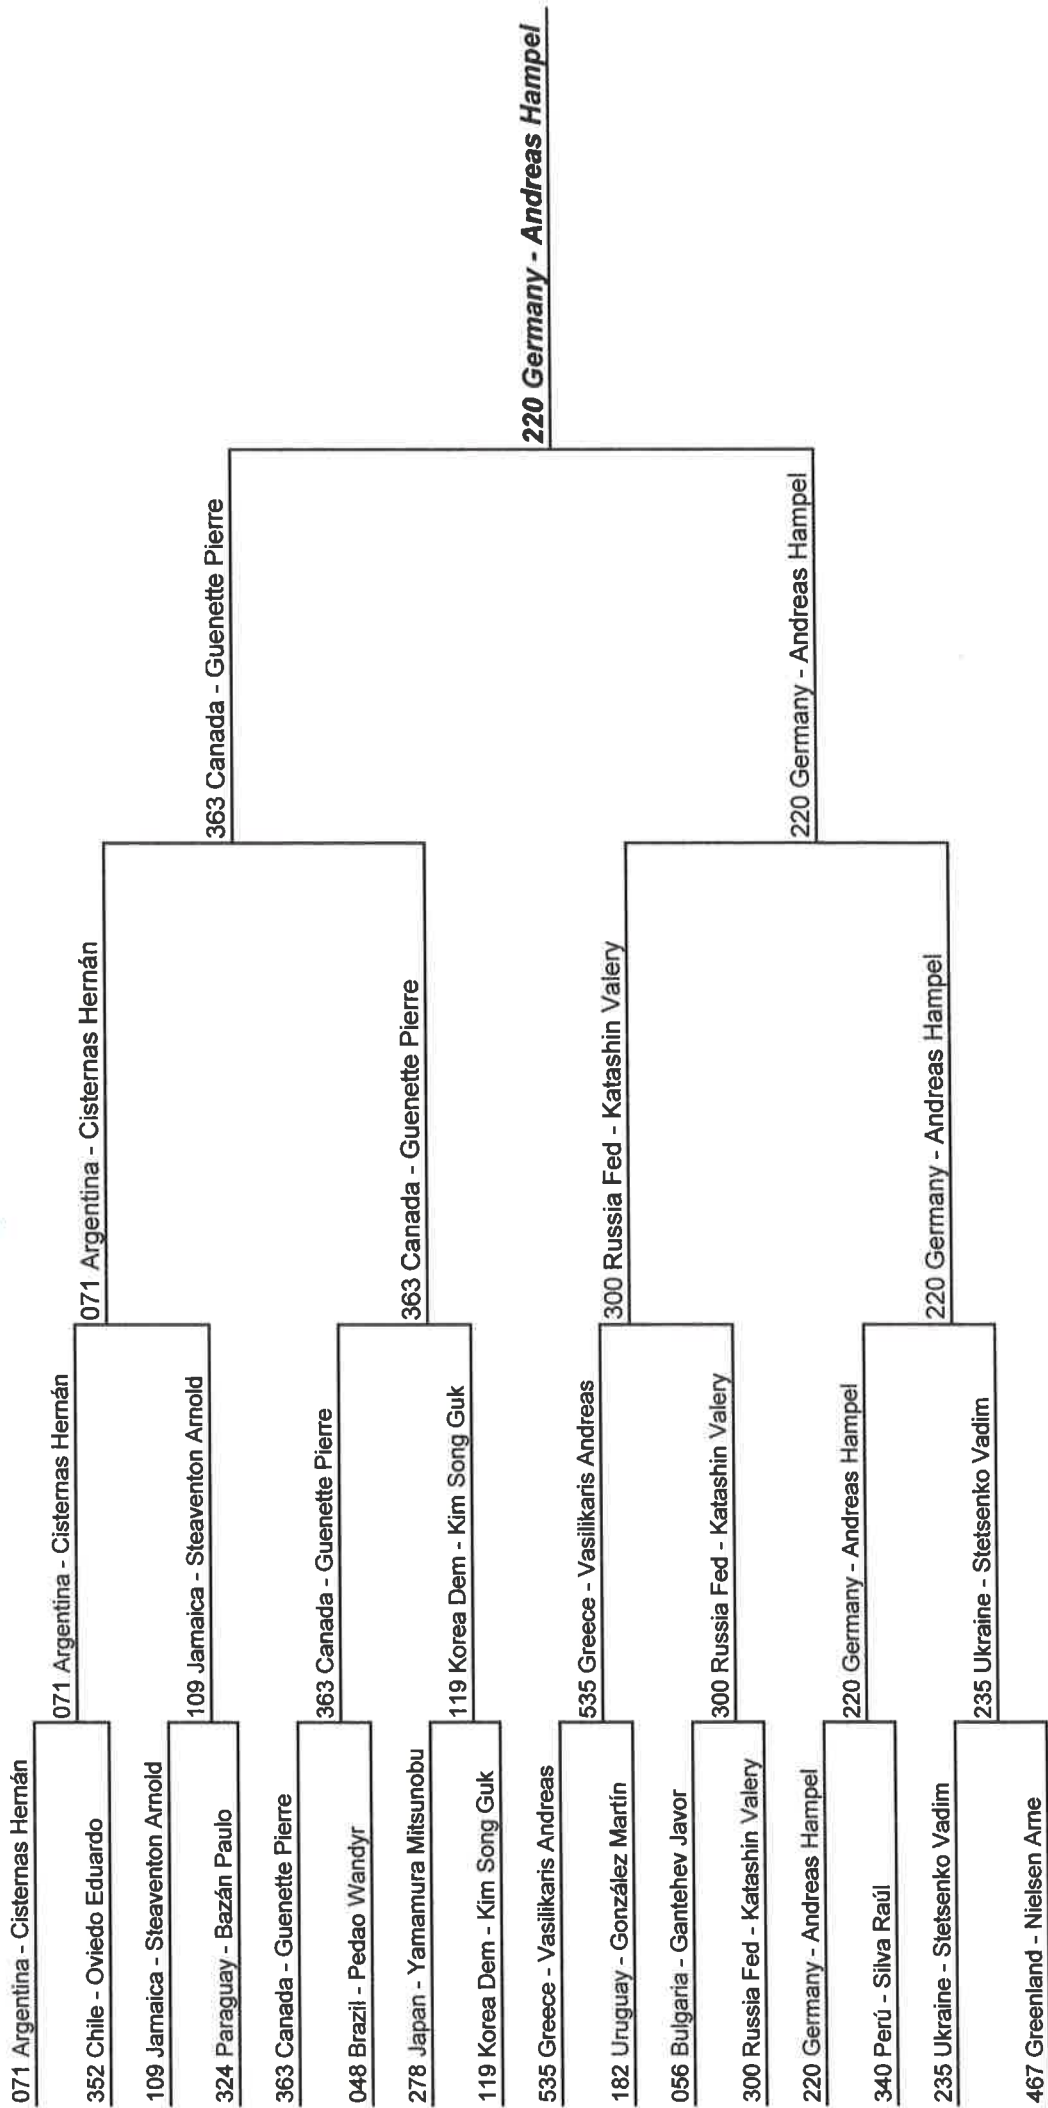 071 Argentina - Cisternas Hernán
352 Chile - Oviedo Eduardo
109 Jamaica - Steaventon Arnold
324 Paraguay - Bazán Paulo
363 Canada - Guenette Pierre
048 Brazil - Pedao Wandyr
278 Japan - Yamamura Mitsunobu
119 Korea Dem - Kim Song Guk
535 Greece - Vasilikaris Andreas
182 Uruguay - González Martín
056 Bulgaria - Gantehev Javor
300 Russia Fed - Katashin Valery
220 Germany - Andreas Hampel
340 Perú - Silva Raúl
235 Ukraine - Stetsenko Vadim
467 Greenland - Nielsen Arne
071 Argentina - Cisternas Hernán
109 Jamaica - Steaventon Arnold
363 Canada - Guenette Pierre
119 Korea Dem - Kim Song Guk
535 Greece - Vasilikaris Andreas
300 Russia Fed - Katashin Valery
220 Germany - Andreas Hampel
235 Ukraine - Stetsenko Vadim
071 Argentina - Cisternas Hernán
363 Canada - Guenette Pierre
300 Russia Fed - Katashin Valery
220 Germany - Andreas Hampel
363 Canada - Guenette Pierre
220 Germany - Andreas Hampel
220 Germany - Andreas Hampel